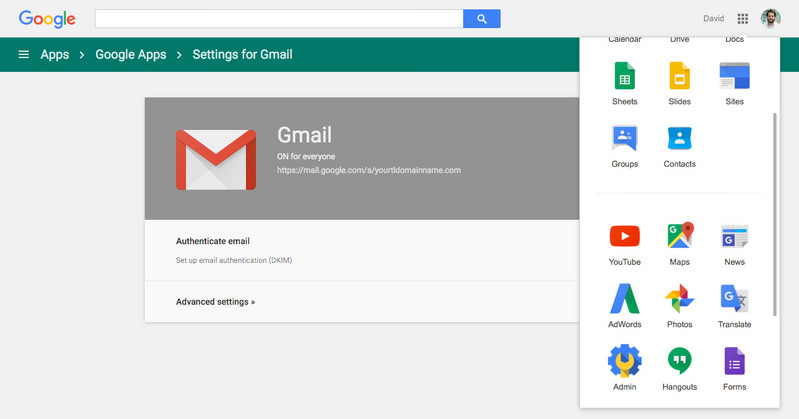 Google
David
Apps > Google Apps > Settings for Gmail
Calendar Drive Docs
Sheets Slides Sites
Groups Contacts
YouTube Maps News
AdWords Photos Translate
Admin Hangouts Forms
Gmail
ON for everyone
https://mail.google.com/a/yourtldomainname.com
Authenticate email
Set up email authentication (DKIM)
Advanced settings »